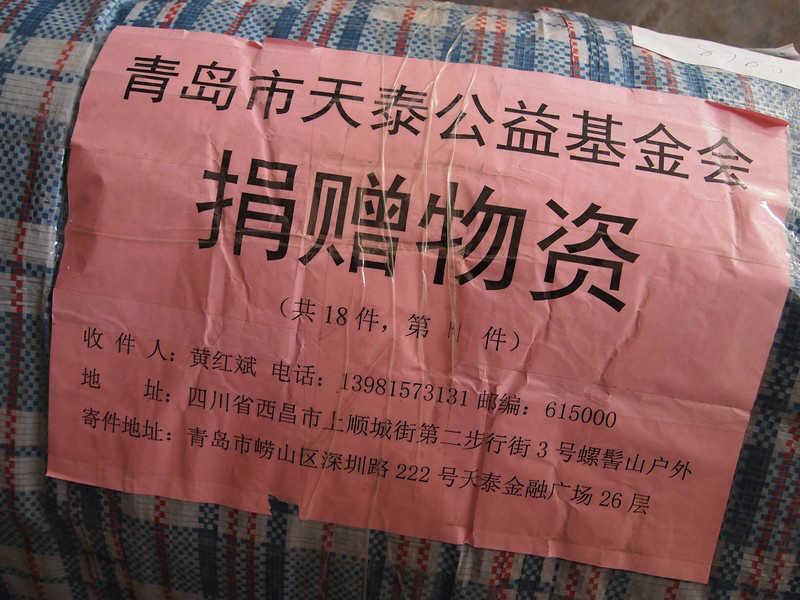 青岛市天泰公益基金会
捐赠物资
（共18件，第 11 件）
收 件 人：黄红斌 电话：13981573131 邮编：615000
地 址：四川省西昌市上顺城街第二步行街3号螺髻山户外
寄件地址：青岛市崂山区深圳路222号天泰金融广场26层